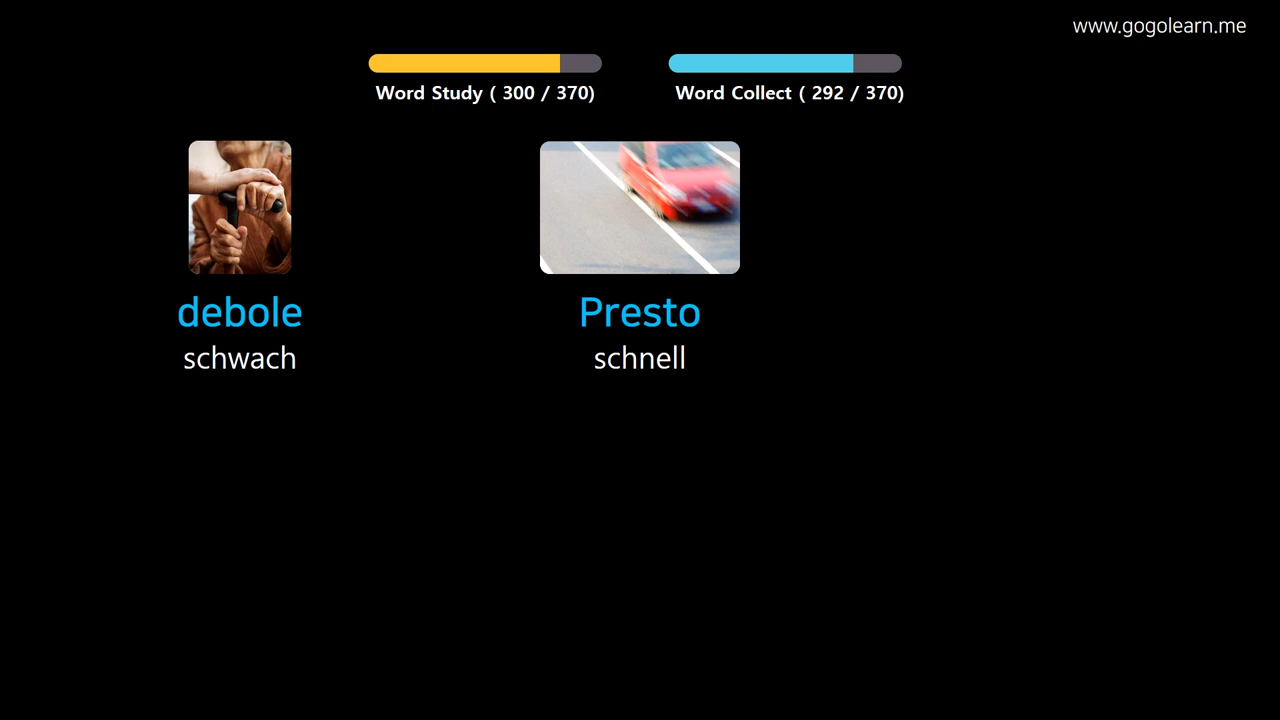 www.gogolearn.me
Word Study ( 300 / 370)
Word Collect ( 292 / 370)
debole
schwach
Presto
schnell